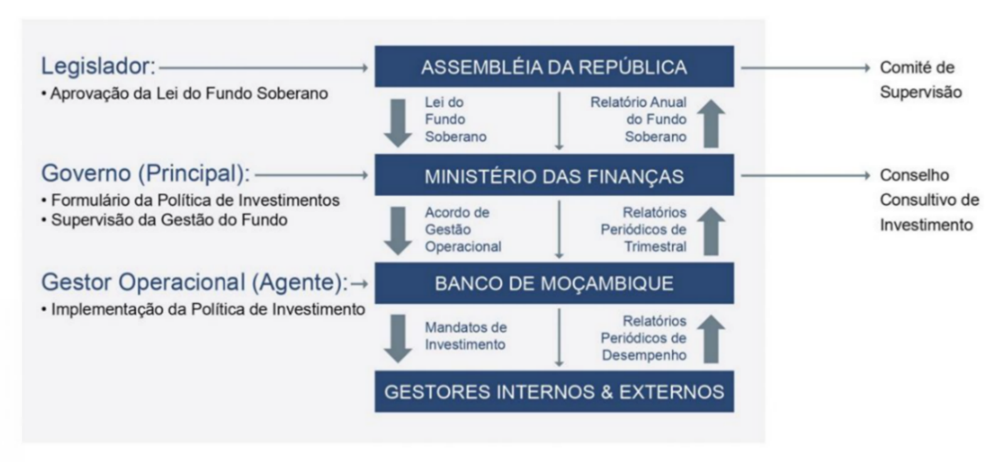 Legislador:
• Aprovação da Lei do Fundo Soberano
ASSEMBLÉIA DA REPÚBLICA
Comité de
Supervisão
Lei do
Fundo
Soberano
Relatório Anual
do Fundo
Soberano
Governo (Principal):
• Formulário da Política de Investimentos
• Supervisão da Gestão do Fundo
MINISTÉRIO DAS FINANÇAS
Conselho
Consultivo de
Investimento
Acordo de
Gestão
Operacional
Relatórios
Periódicos de
Trimestral
Gestor Operacional (Agente):
• Implementação da Política de Investimento
BANCO DE MOÇAMBIQUE
Mandatos de
Investimento
Relatórios
Periódicos de
Desempenho
GESTORES INTERNOS & EXTERNOS